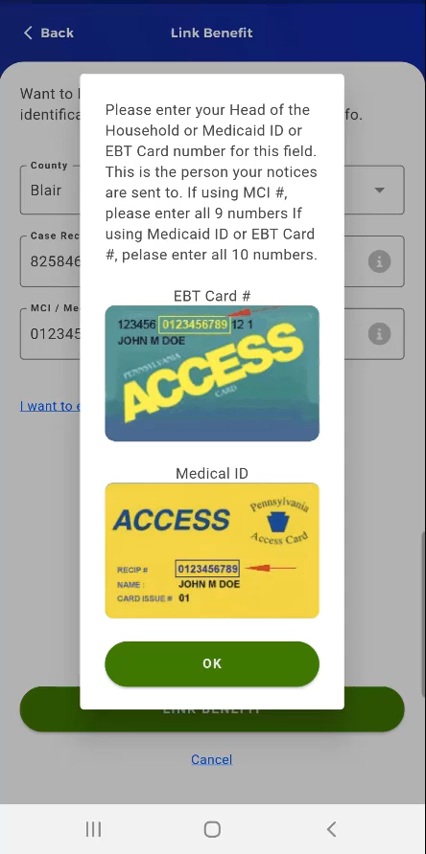 Back
Link Benefit
Want to
identifica
fo.
County
Blair
Case Rec
825846
MCI / Me
012345
I want to e
Please enter your Head of the
Household or Medicaid ID or
EBT Card number for this field.
This is the person your notices
are sent to. If using MCI #,
please enter all 9 numbers If
using Medicaid ID or EBT Card
#, pelase enter all 10 numbers.
EBT Card #
123456 0123456789 12 1
JOHN M DOE
PENNSYLVANIA
ACCESS
CARD
Medical ID
ACCESS
Pennsylvania
Access Card
RECIP # 0123456789
NAME : JOHN M DOE
CARD ISSUE # 01
OK
LINK BENEFIT
Cancel